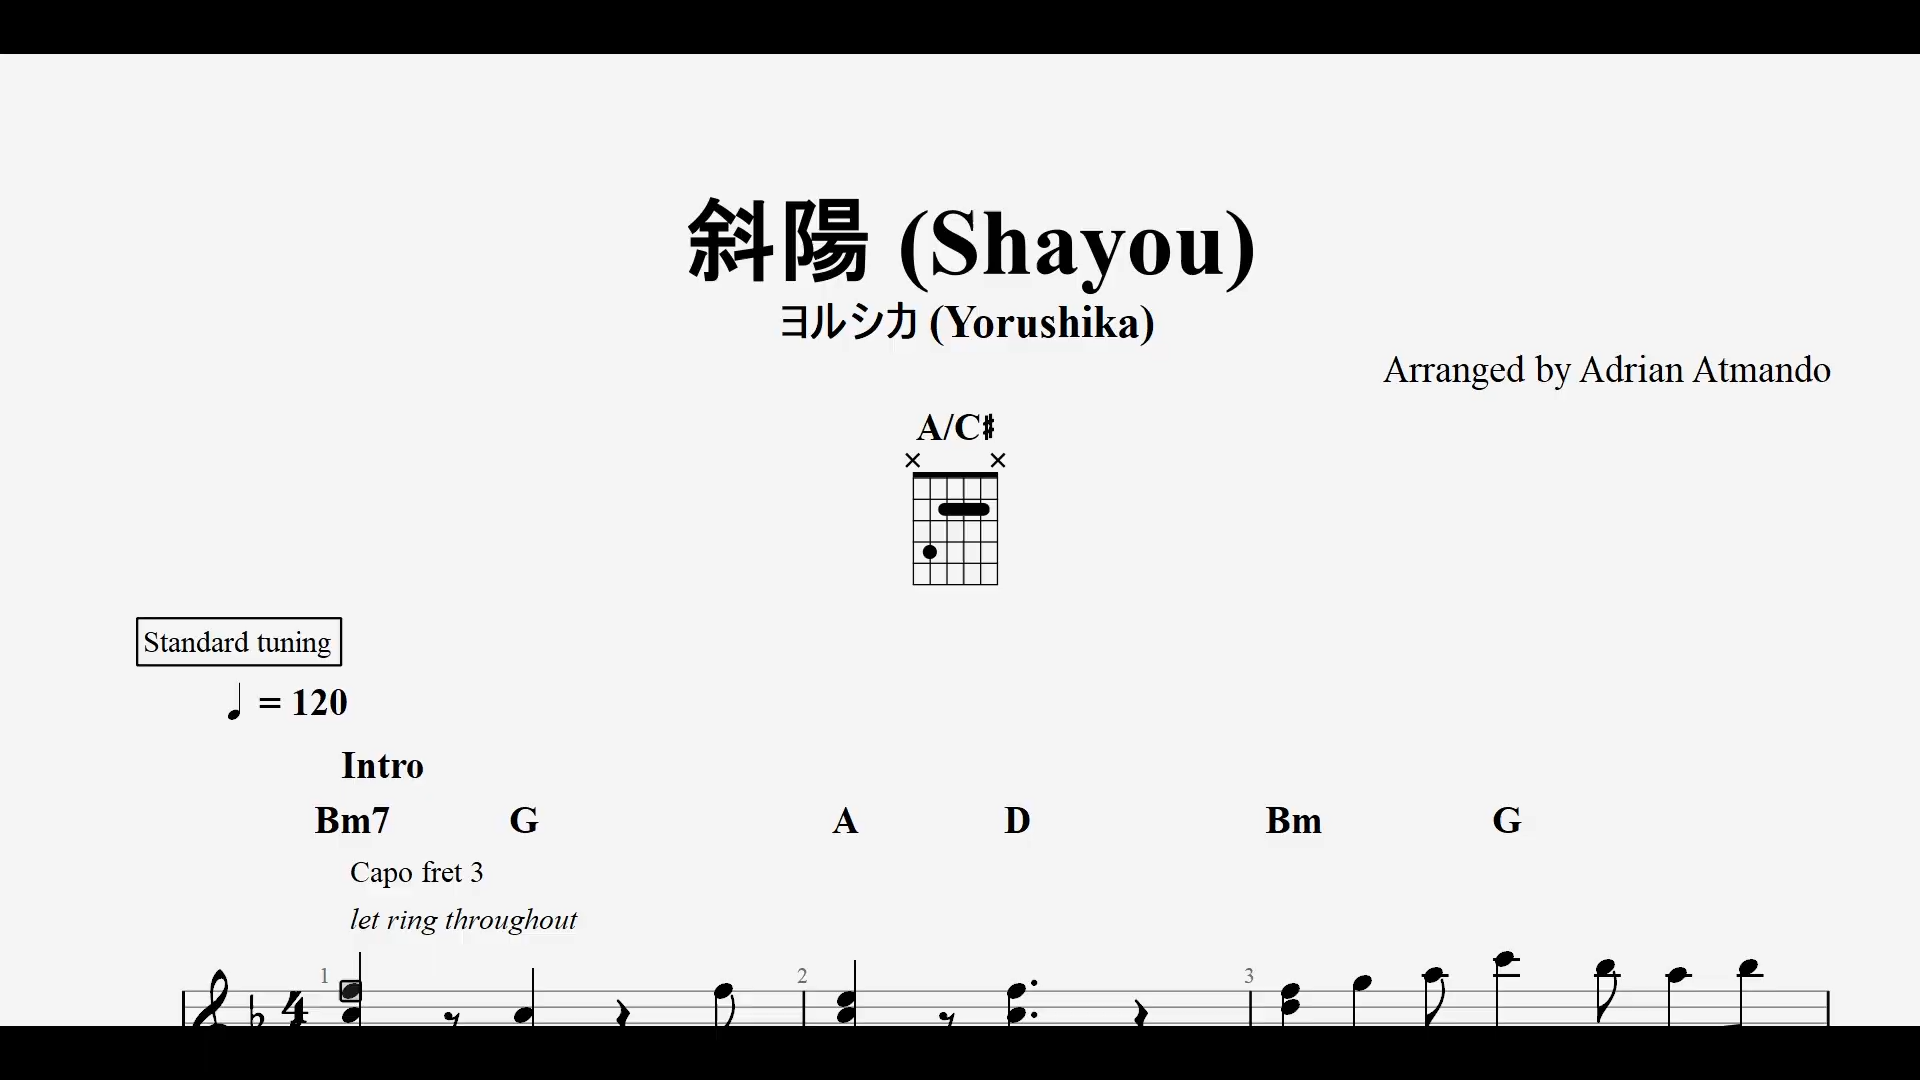 斜陽 (Shayou)
ヨルシカ (Yorushika)
Arranged by Adrian Atmando
A/C♯
Standard tuning
♩ = 120
Intro
Bm7 G A D Bm G
Capo fret 3
let ring throughout
1 2 3
4